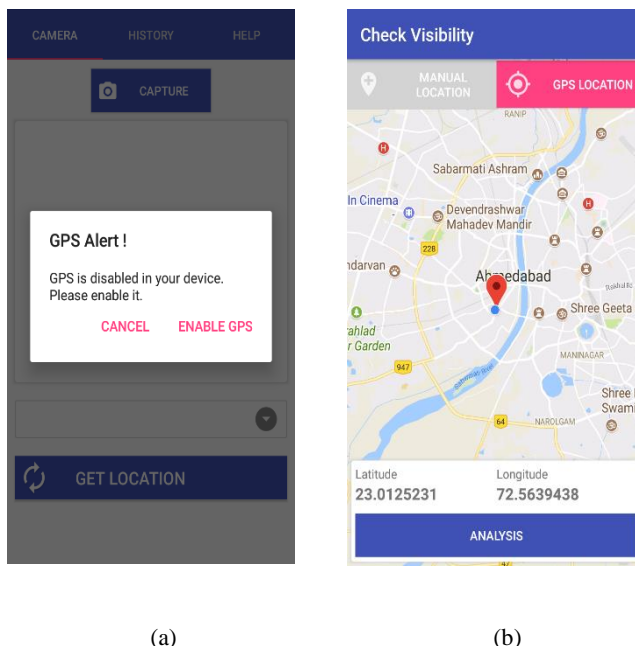 CAMERA HISTORY HELP
CAPTURE
GPS Alert !
GPS is disabled in your device.
Please enable it.
CANCEL ENABLE GPS
GET LOCATION
(a)
Check Visibility
MANUAL
LOCATION
GPS LOCATION
RANIP
H
Sabarmati Ashram
In Cinema
Devendrashwar
Mahadev Mandir
H
228
ndarvan
Ahmedabad
Shree Geeta
ahlad
r Garden
MANINAGAR
947
Shree
Swami
64
NAROLGAM
Latitude Longitude
23.0125231 72.5639438
ANALYSIS
47
(b)